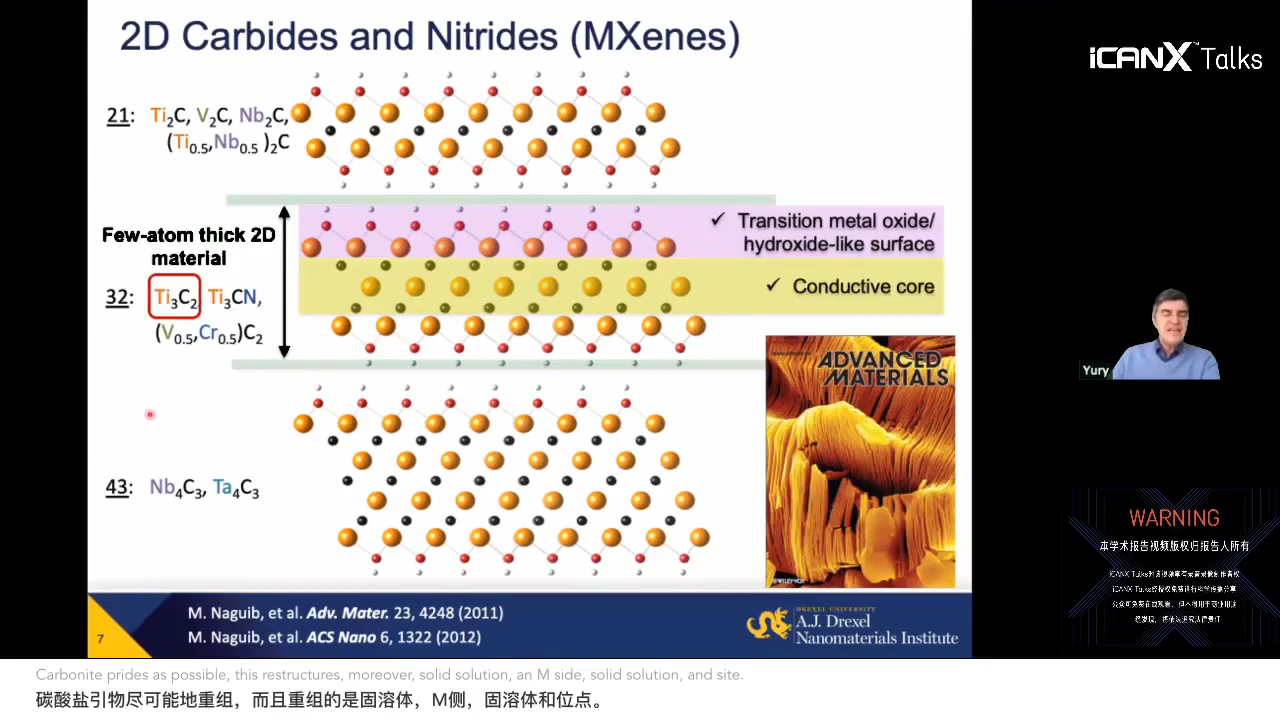 2D Carbides and Nitrides (MXenes)
iCANX™ Talks
21: Ti2C, V2C, Nb2C,
(Ti0.5,Nb0.5 )2C
Few-atom thick 2D
material
✓ Transition metal oxide/
hydroxide-like surface
✓ Conductive core
32: Ti3C2, Ti3CN,
(V0.5,Cr0.5)C2
ADVANCED
MATERIALS
43: Nb4C3, Ta4C3
Yury
WARNING
本学术报告视频版权归报告人所有
7
M. Naguib, et al. Adv. Mater. 23, 4248 (2011)
M. Naguib, et al. ACS Nano 6, 1322 (2012)
DREXEL UNIVERSITY
A.J. Drexel
Nanomaterials Institute
Carbonite prides as possible, this restructures, moreover, solid solution, an M side, solid solution, and site.
碳酸盐引物尽可能地重组，而且重组的是固溶体，M侧，固溶体和位点。